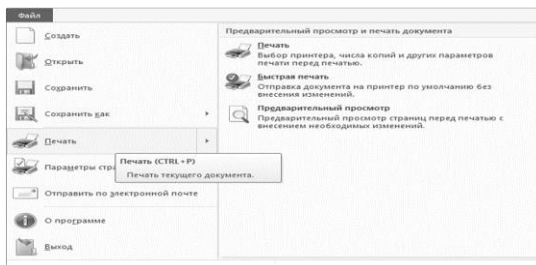 Файл
Создать
Открыть
Сохранить
Сохранить как
Печать
Параметры стра
Отправить по электронной почте
О программе
Выход
Печать (CTRL+P)
Печать текущего документа.
Предварительный просмотр и печать документа
Печать
Выбор принтера, числа копий и других параметров
печати перед печатью.
Быстрая печать
Отправка документа на принтер по умолчанию без
внесения изменений.
Предварительный просмотр
Предварительный просмотр страниц перед печатью с
внесением необходимых изменений.